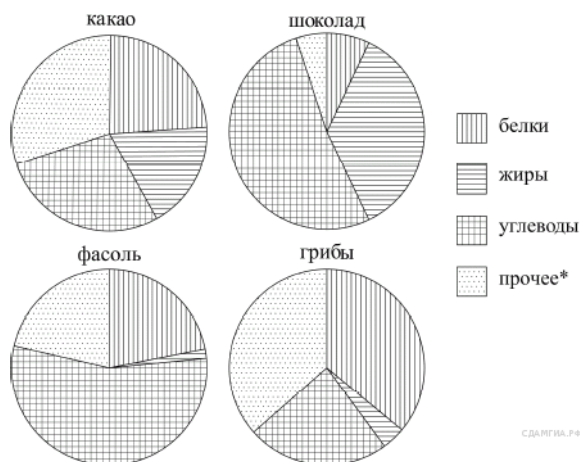 какао
шоколад
белки
жиры
углеводы
прочее*
фасоль
грибы
СДАМГИА.РФ